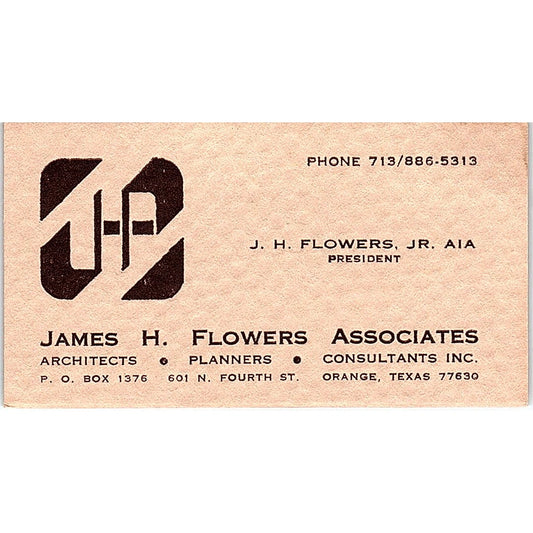 PHONE 713/886-5313
J. H. FLOWERS, JR. AIA
PRESIDENT
JAMES H. FLOWERS ASSOCIATES
ARCHITECTS • PLANNERS • CONSULTANTS INC.
P. O. BOX 1376 601 N. FOURTH ST. ORANGE, TEXAS 77630